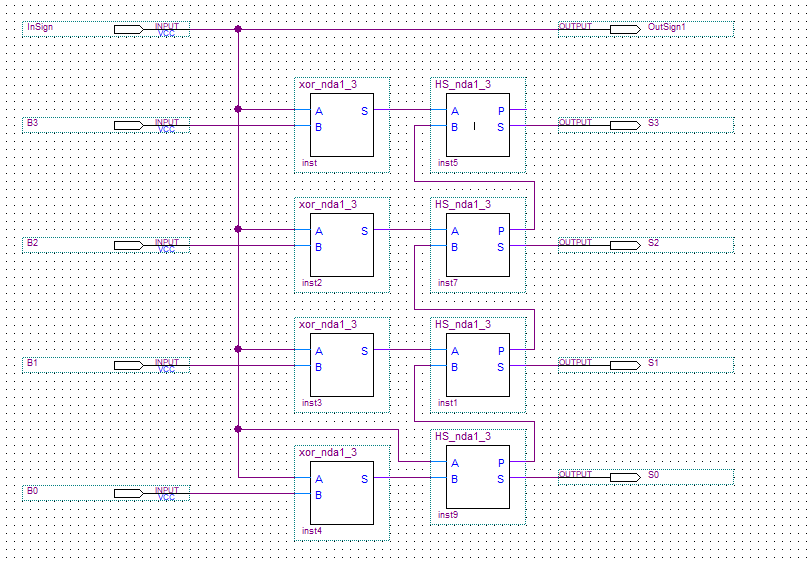 InSign INPUT VCC OUTPUT OutSign1
xor_nda1_3 HS_nda1_3
A S A P
B3 INPUT VCC B B S OUTPUT S3
inst inst5
xor_nda1_3 HS_nda1_3
A S A P
B2 INPUT VCC B B S OUTPUT S2
inst2 inst7
xor_nda1_3 HS_nda1_3
A S A P
B1 INPUT VCC B B S OUTPUT S1
inst3 inst1
HS_nda1_3
xor_nda1_3
A P
A S B S OUTPUT S0
B0 INPUT VCC B
inst9
inst4